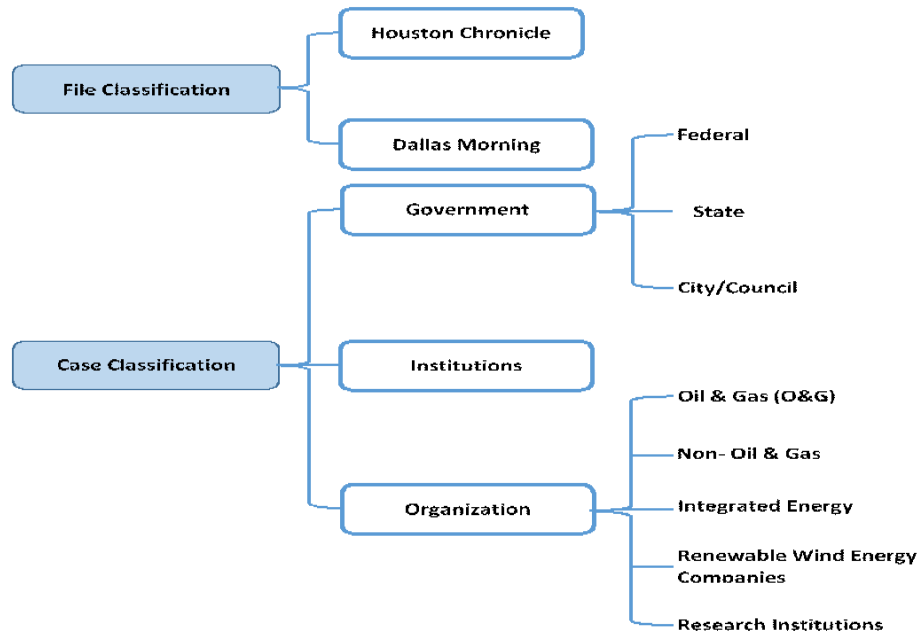 Houston Chronicle
File Classification
Dallas Morning
Federal
Government
State
City/Council
Case Classification
Institutions
Oil & Gas (O&G)
Non- Oil & Gas
Organization
Integrated Energy
Renewable Wind Energy
Companies
Research Institutions